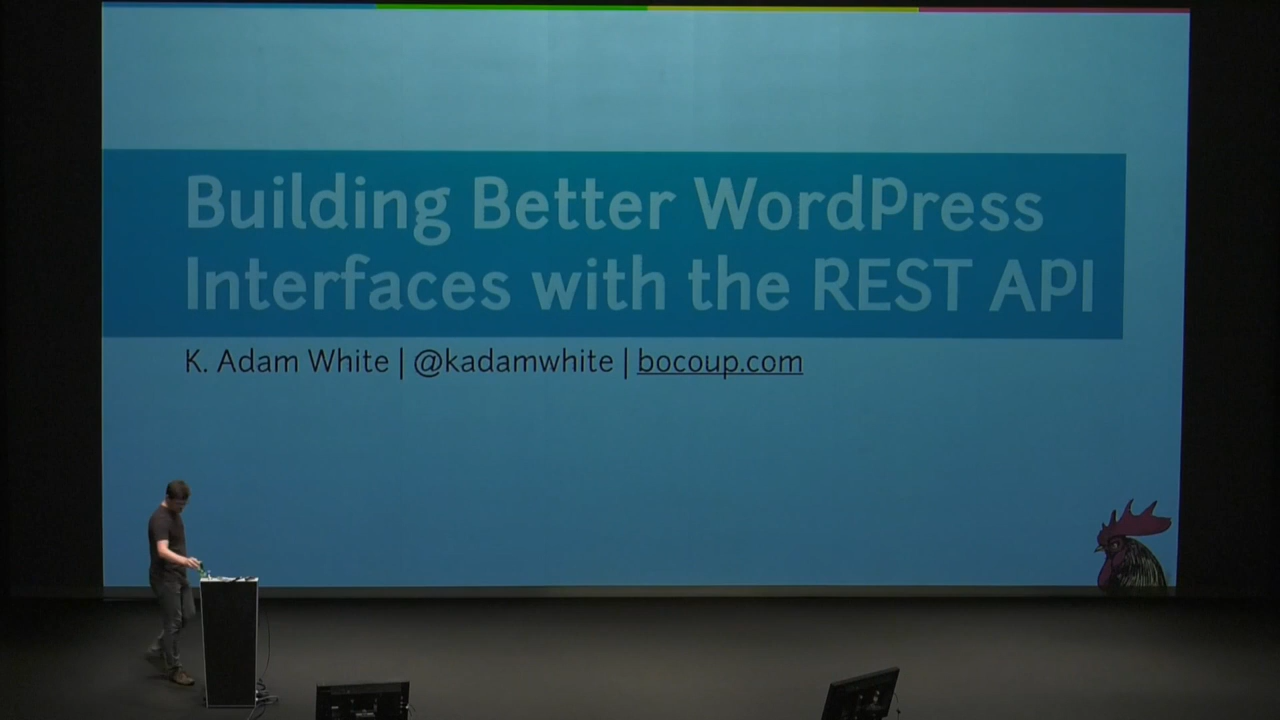 Building Better WordPress
Interfaces with the REST API
K. Adam White | @kadamwhite | bocoup.com